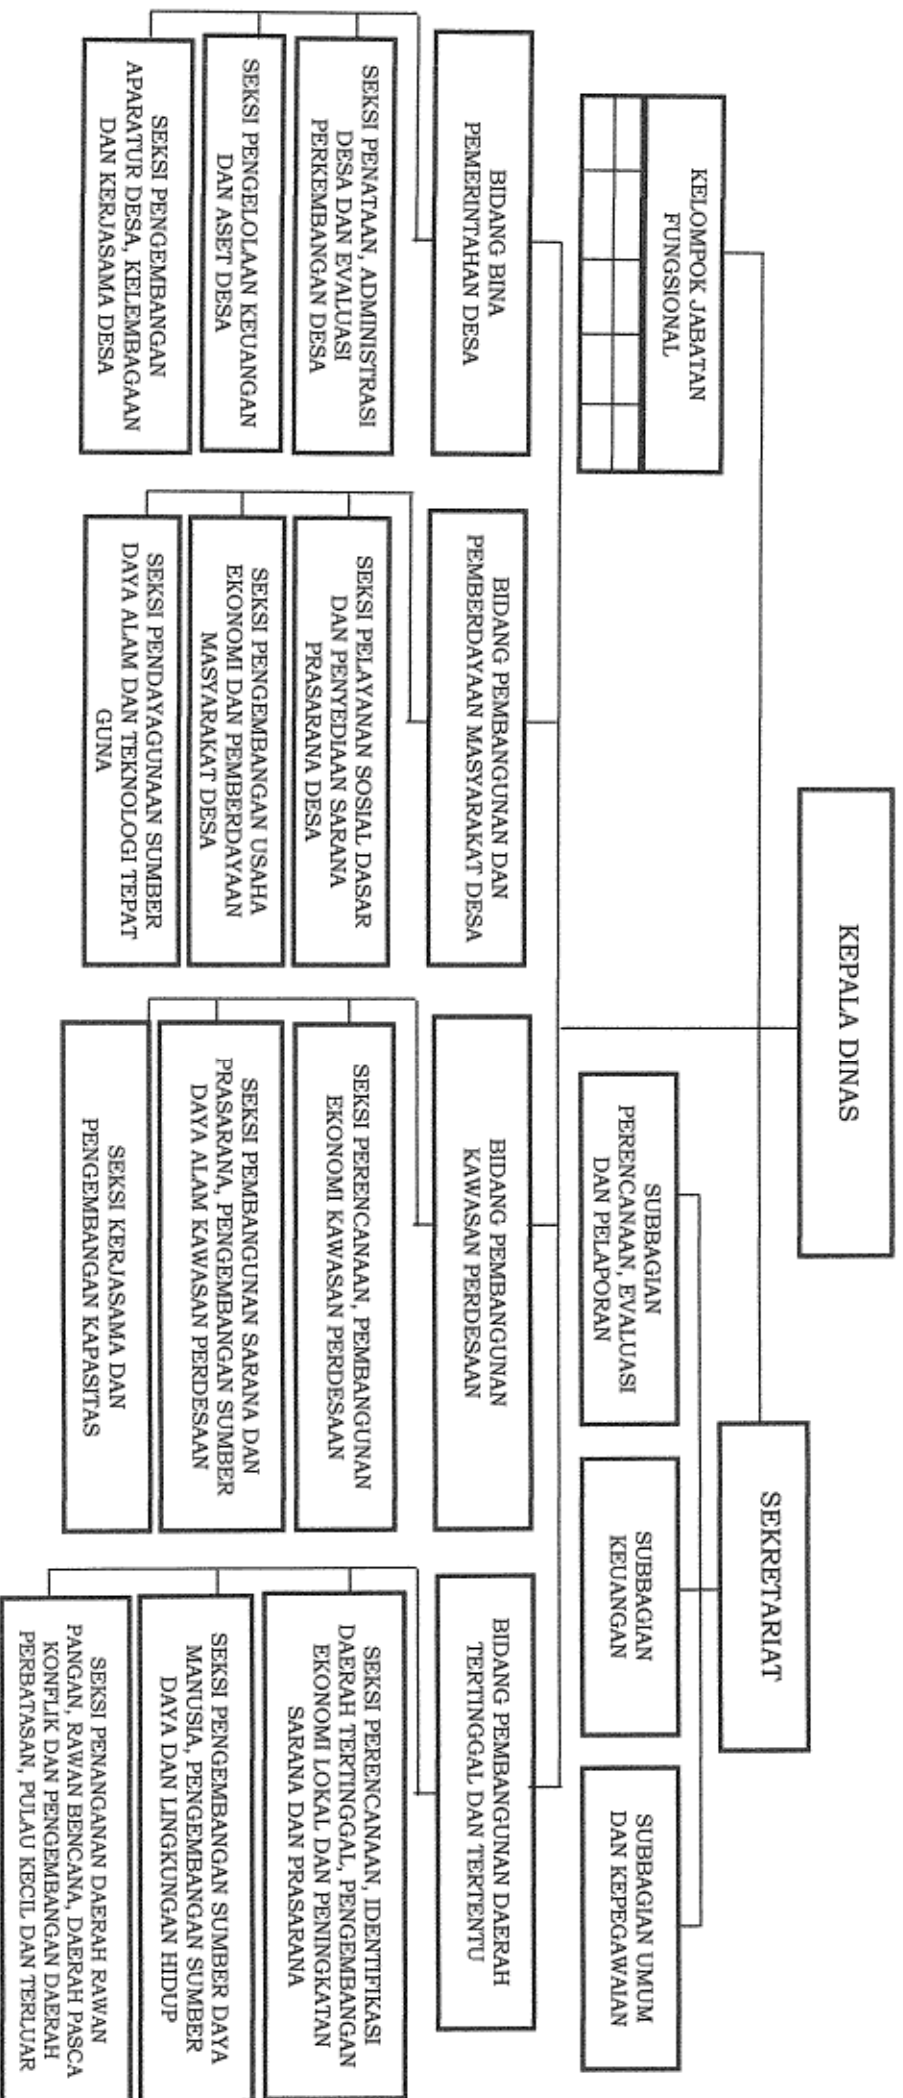 KEPALA DINAS
SEKRETARIAT
KELOMPOK JABATAN
FUNGSIONAL
SUBBAGIAN
PERENCANAAN, EVALUASI
DAN PELAPORAN
SUBBAGIAN
KEUANGAN
SUBBAGIAN UMUM
DAN KEPEGAWAIAN
BIDANG BINA
PEMERINTAHAN DESA
BIDANG PEMBANGUNAN DAN
PEMBERDAYAAN MASYARAKAT DESA
BIDANG PEMBANGUNAN
KAWASAN PERDESAAN
BIDANG PEMBANGUNAN DAERAH
TERTINGGAL DAN TERTENTU
SEKSI PENATAAN, ADMINISTRASI
DESA DAN EVALUASI
PERKEMBANGAN DESA
SEKSI PENGELOLAAN KEUANGAN
DAN ASET DESA
SEKSI PENGEMBANGAN
APARATUR DESA, KELEMBAGAAN
DAN KERJASAMA DESA
SEKSI PELAYANAN SOSIAL DASAR
DAN PENYEDIAAN SARANA
PRASARANA DESA
SEKSI PENGEMBANGAN USAHA
EKONOMI DAN PEMBERDAYAAN
MASYARAKAT DESA
SEKSI PENDAYAGUNAAN SUMBER
DAYA ALAM DAN TEKNOLOGI TEPAT
GUNA
SEKSI PERENCANAAN, PEMBANGUNAN
EKONOMI KAWASAN PERDESAAN
SEKSI PEMBANGUNAN SARANA DAN
PRASARANA, PENGEMBANGAN SUMBER
DAYA ALAM KAWASAN PERDESAAN
SEKSI KERJASAMA DAN
PENGEMBANGAN KAPASITAS
SEKSI PERENCANAAN, IDENTIFIKASI
DAERAH TERTINGGAL, PENGEMBANGAN
EKONOMI LOKAL DAN PENINGKATAN
SARANA DAN PRASARANA
SEKSI PENGEMBANGAN SUMBER DAYA
MANUSIA, PENGEMBANGAN SUMBER
DAYA DAN LINGKUNGAN HIDUP
SEKSI PENANGANAN DAERAH RAWAN
PANGAN, RAWAN BENCANA, DAERAH PASCA
KONFLIK DAN PENGEMBANGAN DAERAH
PERBATASAN, PULAU KECIL DAN TERLUAR